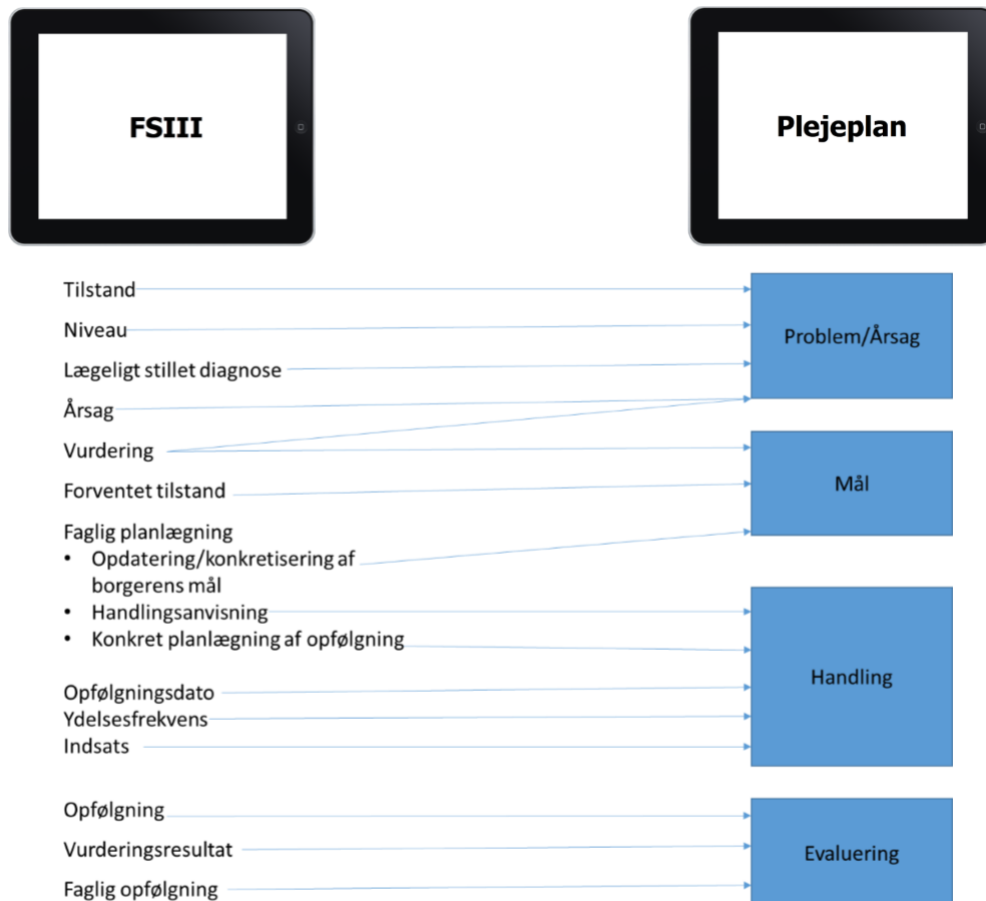 FSIII
Plejeplan
Tilstand
Niveau
Lægeligt stillet diagnose
Årsag
Vurdering
Forventet tilstand
Faglig planlægning
• Opdatering/konkretisering af
borgerens mål
• Handlingsanvisning
• Konkret planlægning af opfølgning
Opfølgningsdato
Ydelsesfrekvens
Indsats
Opfølgning
Vurderingsresultat
Faglig opfølgning
Problem/Årsag
Mål
Handling
Evaluering